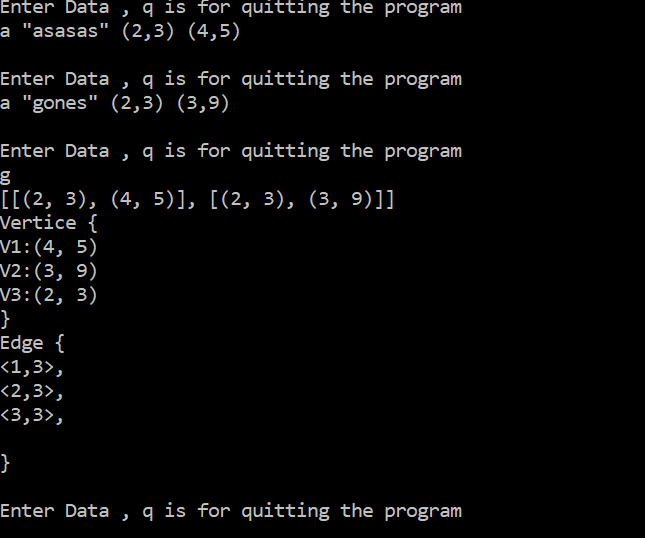 Enter Data , q is for quitting the program
a "asasas" (2,3) (4,5)
Enter Data , q is for quitting the program
a "gones" (2,3) (3,9)
Enter Data , q is for quitting the program
g
[[(2, 3), (4, 5)], [(2, 3), (3, 9)]]
Vertice {
V1:(4, 5)
V2:(3, 9)
V3:(2, 3)
}
Edge {
<1,3>,
<2,3>,
<3,3>,
}
Enter Data , q is for quitting the program